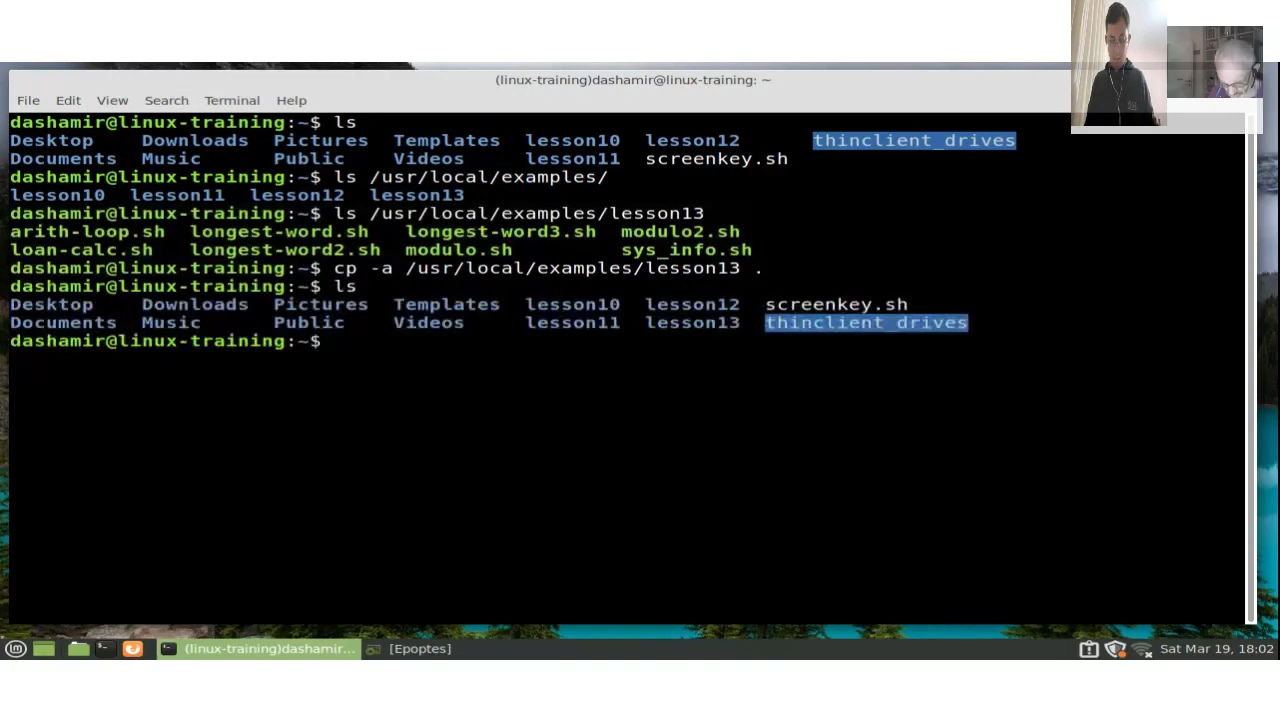 (linux-training)dashamir@linux-training: ~
File Edit View Search Terminal Help
dashamir@linux-training:~$ ls
Desktop Downloads Pictures Templates lesson10 lesson12 thinclient_drives
Documents Music Public Videos lesson11 screenkey.sh
dashamir@linux-training:~$ ls /usr/local/examples/
lesson10 lesson11 lesson12 lesson13
dashamir@linux-training:~$ ls /usr/local/examples/lesson13
arith-loop.sh longest-word.sh longest-word3.sh modulo2.sh
loan-calc.sh longest-word2.sh modulo.sh sys_info.sh
dashamir@linux-training:~$ cp -a /usr/local/examples/lesson13 .
dashamir@linux-training:~$ ls
Desktop Downloads Pictures Templates lesson10 lesson12 screenkey.sh
Documents Music Public Videos lesson11 lesson13 thinclient_drives
dashamir@linux-training:~$
(linux-training)dashamir... [Epoptes] Sat Mar 19, 18:02